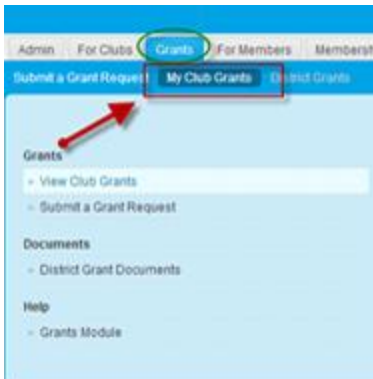 Admin For Clubs Grants For Members Membersh
Submit a Grant Request My Club Grants District Grants
Grants
» View Club Grants
» Submit a Grant Request
Documents
» District Grant Documents
Help
» Grants Module